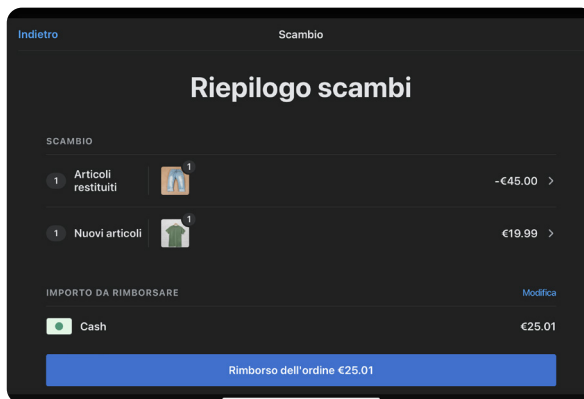 Indietro
Scambio
Riepilogo scambi
SCAMBIO
1 Articoli restituiti 1 -€45.00
1 Nuovi articoli 1 €19.99
IMPORTO DA RIMBORSARE Modifica
Cash €25.01
Rimborso dell'ordine €25.01